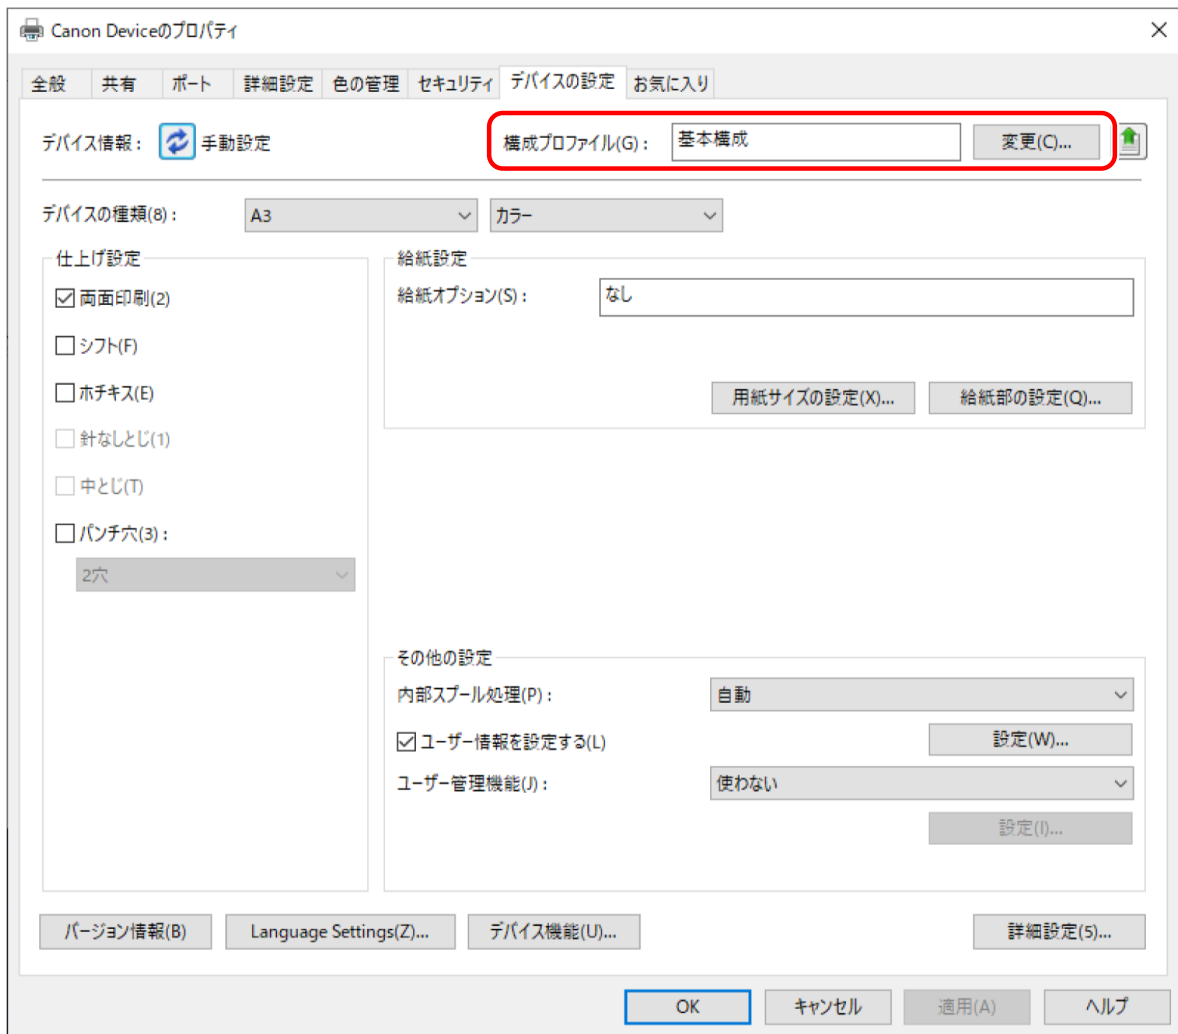 Canon Deviceのプロパティ
全般 共有 ポート 詳細設定 色の管理 セキュリティ デバイスの設定 お気に入り
デバイス情報： 手動設定 構成プロファイル(G)： 基本構成 変更(C)...
デバイスの種類(8)： A3 カラー
仕上げ設定
両面印刷(2)
シフト(F)
ホチキス(E)
針なしとじ(1)
中とじ(T)
パンチ穴(3)：
2穴
給紙設定
給紙オプション(S)： なし
用紙サイズの設定(X)... 給紙部の設定(Q)...
その他の設定
内部スプール処理(P)： 自動
ユーザー情報を設定する(L) 設定(W)...
ユーザー管理機能(J)： 使わない
設定(I)...
バージョン情報(B) Language Settings(Z)... デバイス機能(U)... 詳細設定(5)...
OK キャンセル 適用(A) ヘルプ